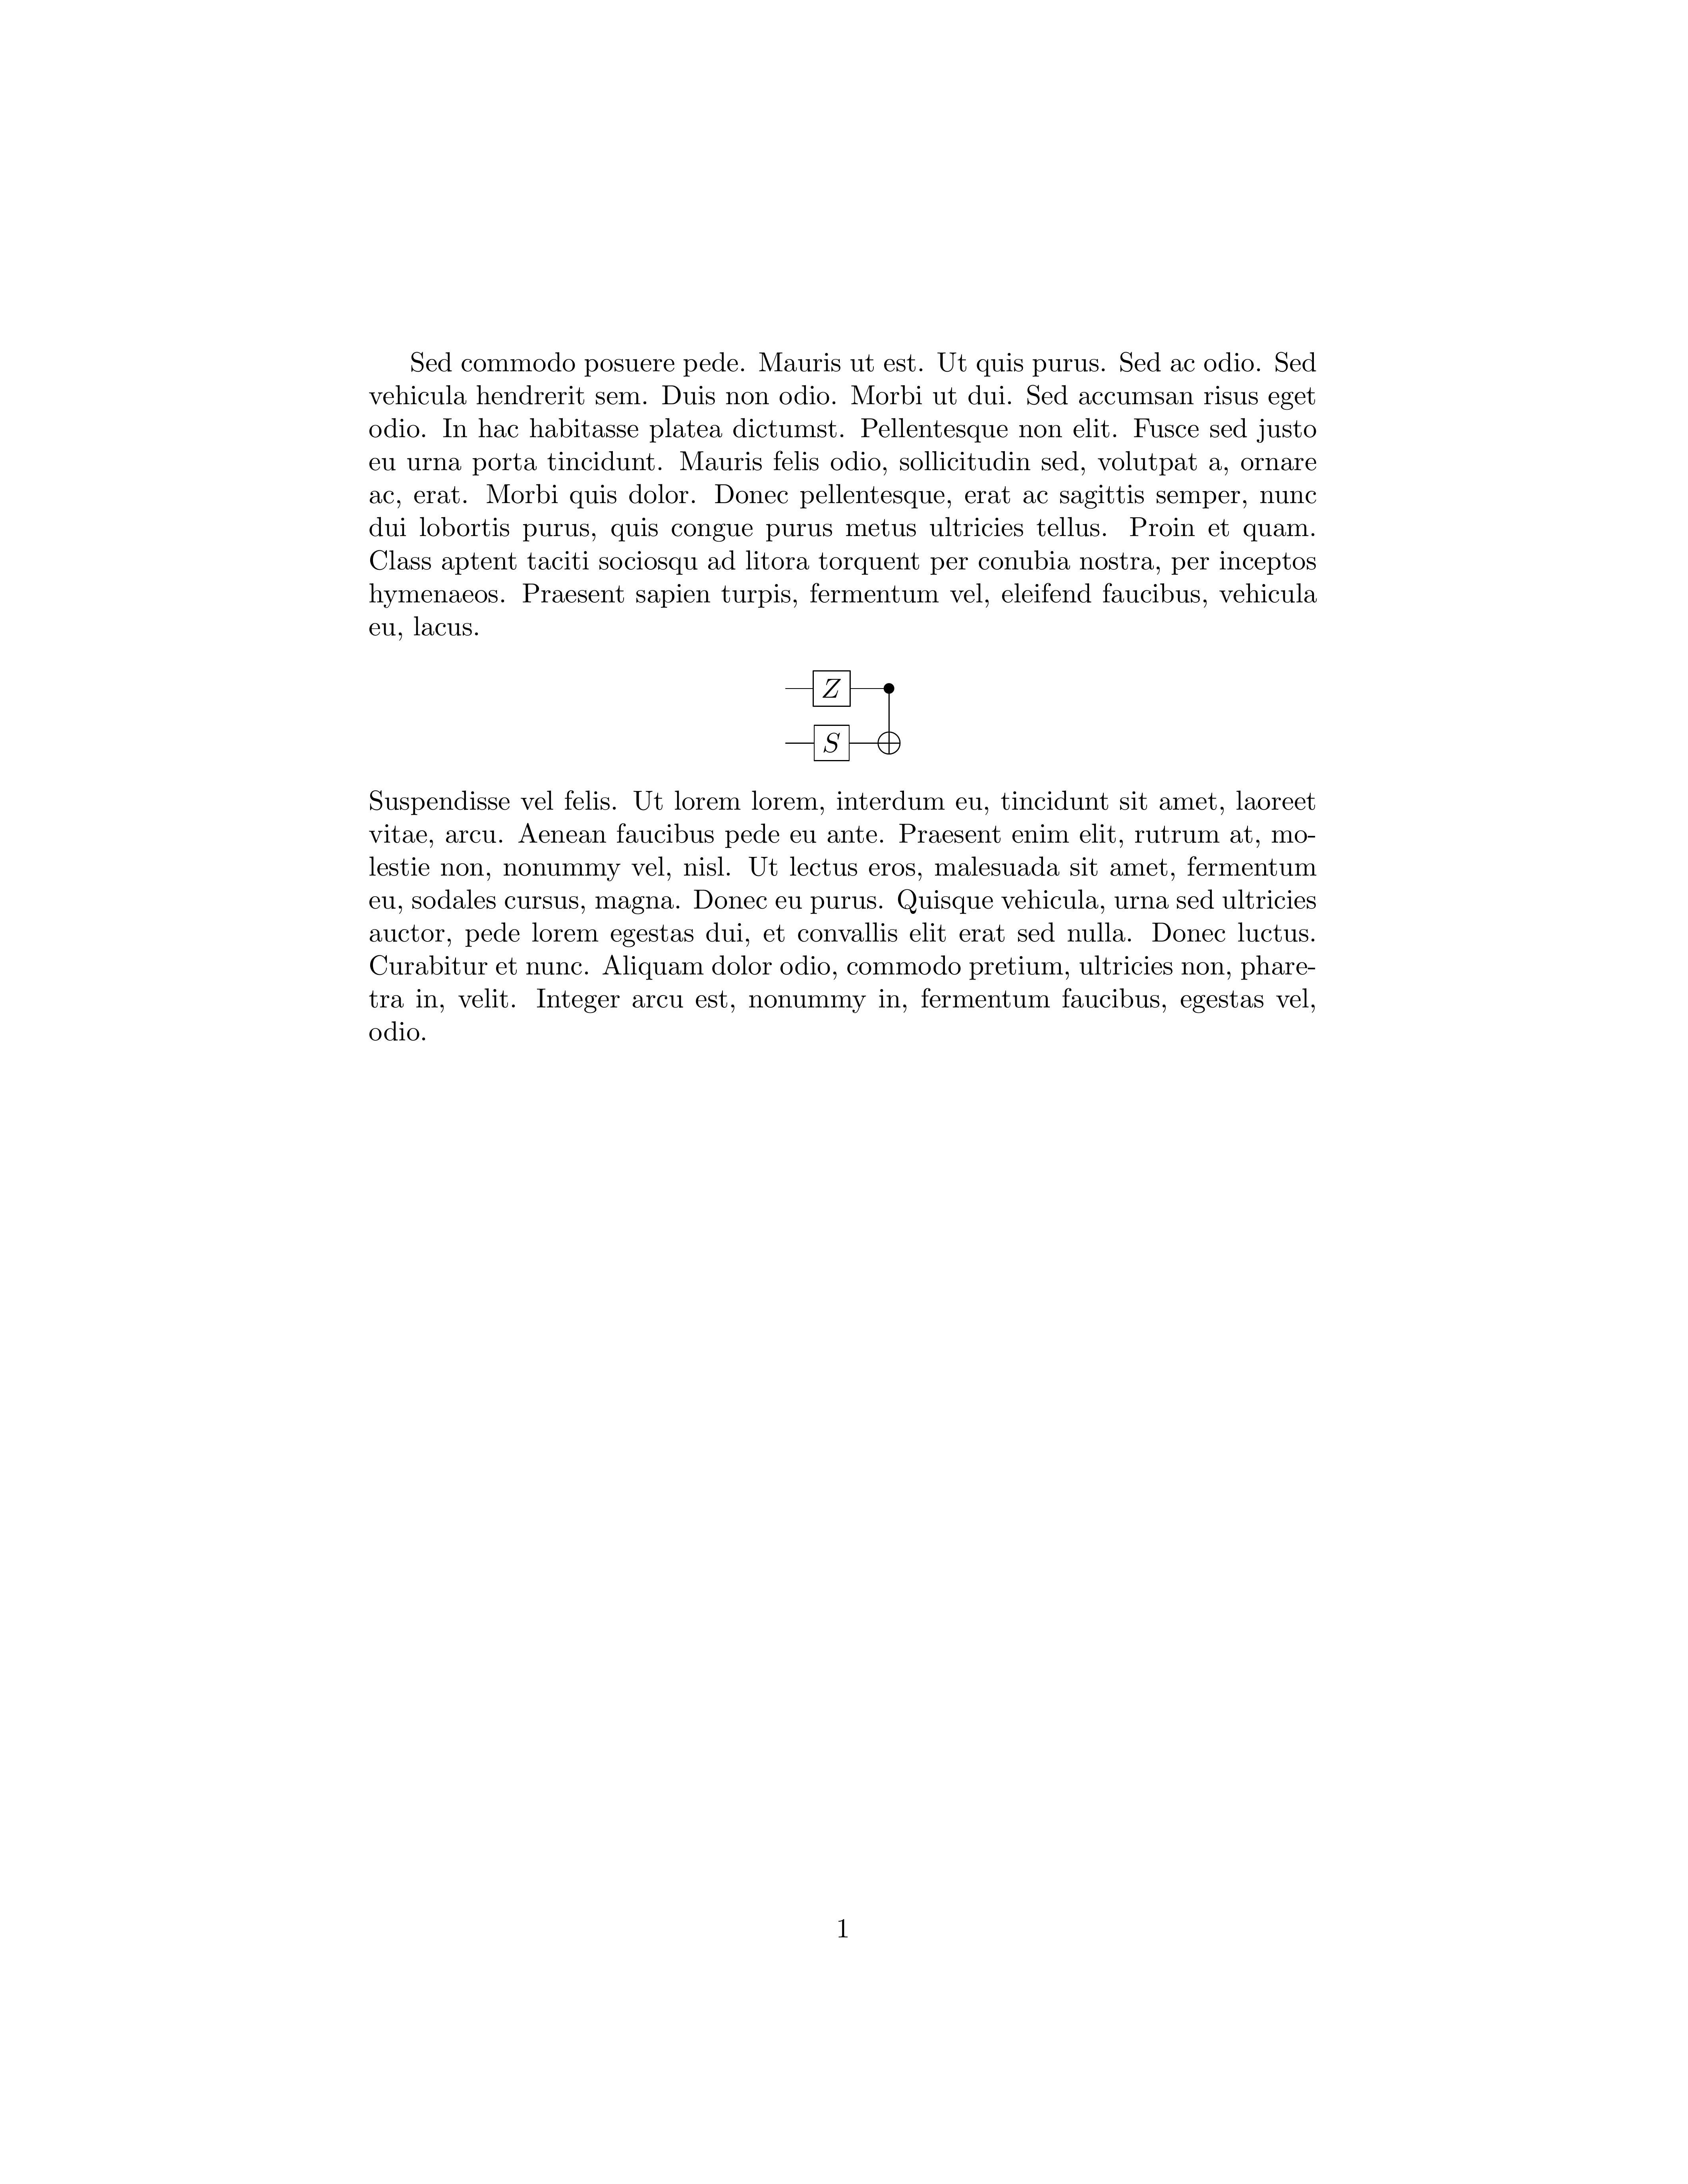 Sed commodo posuere pede. Mauris ut est. Ut quis purus. Sed ac odio. Sed
vehicula hendrerit sem. Duis non odio. Morbi ut dui. Sed accumsan risus eget
odio. In hac habitasse platea dictumst. Pellentesque non elit. Fusce sed justo
eu urna porta tincidunt. Mauris felis odio, sollicitudin sed, volutpat a, ornare
ac, erat. Morbi quis dolor. Donec pellentesque, erat ac sagittis semper, nunc
dui lobortis purus, quis congue purus metus ultricies tellus. Proin et quam.
Class aptent taciti sociosqu ad litora torquent per conubia nostra, per inceptos
hymenaeos. Praesent sapien turpis, fermentum vel, eleifend faucibus, vehicula
eu, lacus.
Z
S
Suspendisse vel felis. Ut lorem lorem, interdum eu, tincidunt sit amet, laoreet
vitae, arcu. Aenean faucibus pede eu ante. Praesent enim elit, rutrum at, mo-
lestie non, nonummy vel, nisl. Ut lectus eros, malesuada sit amet, fermentum
eu, sodales cursus, magna. Donec eu purus. Quisque vehicula, urna sed ultricies
auctor, pede lorem egestas dui, et convallis elit erat sed nulla. Donec luctus.
Curabitur et nunc. Aliquam dolor odio, commodo pretium, ultricies non, phare-
tra in, velit. Integer arcu est, nonummy in, fermentum faucibus, egestas vel,
odio.
1